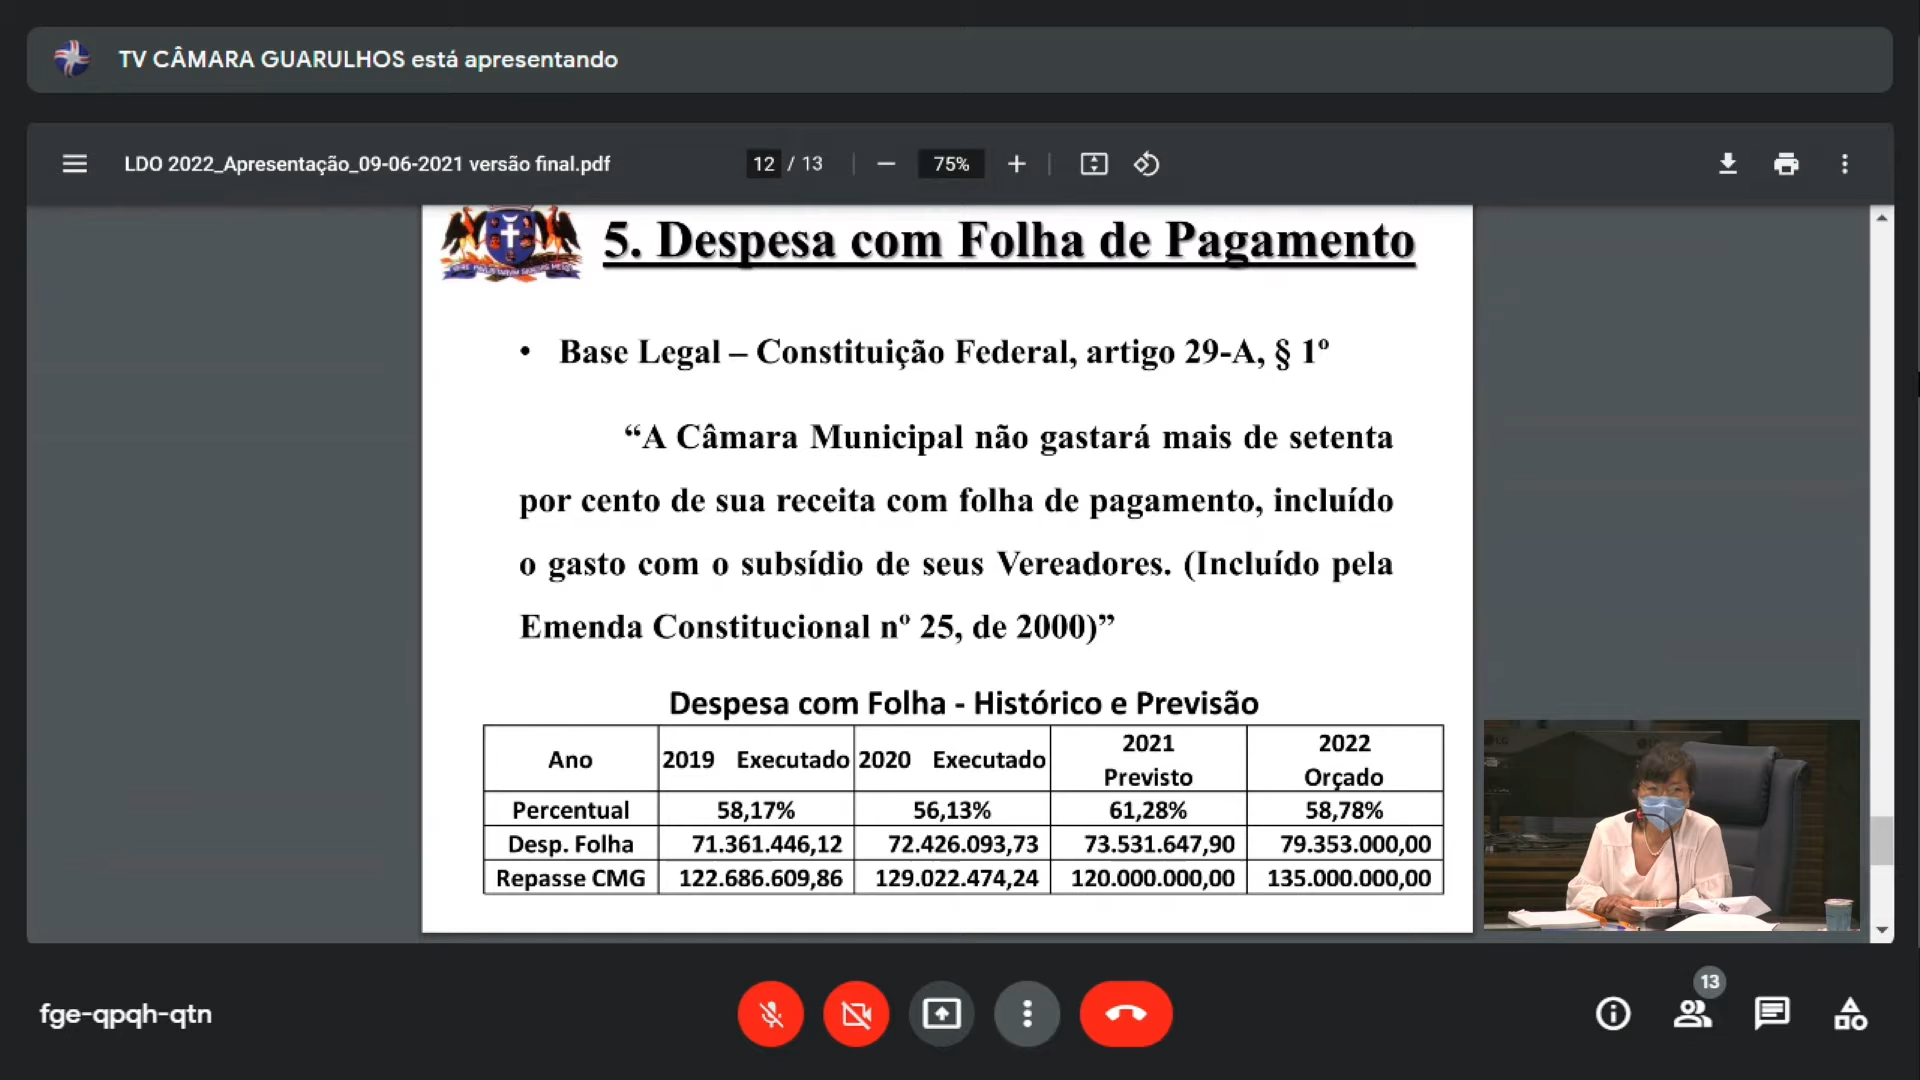 TV CÂMARA GUARULHOS está apresentando
LDO 2022_Apresentação_09-06-2021 versão final.pdf
12 / 13
75%
5. Despesa com Folha de Pagamento
• Base Legal – Constituição Federal, artigo 29-A, § 1º
“A Câmara Municipal não gastará mais de setenta
por cento de sua receita com folha de pagamento, incluído
o gasto com o subsídio de seus Vereadores. (Incluído pela
Emenda Constitucional nº 25, de 2000)”
Despesa com Folha - Histórico e Previsão
Ano 2019 Executado 2020 Executado 2021 Previsto 2022 Orçado
Percentual 58,17% 56,13% 61,28% 58,78%
Desp. Folha 71.361.446,12 72.426.093,73 73.531.647,90 79.353.000,00
Repasse CMG 122.686.609,86 129.022.474,24 120.000.000,00 135.000.000,00
fge-qpqh-qtn
13